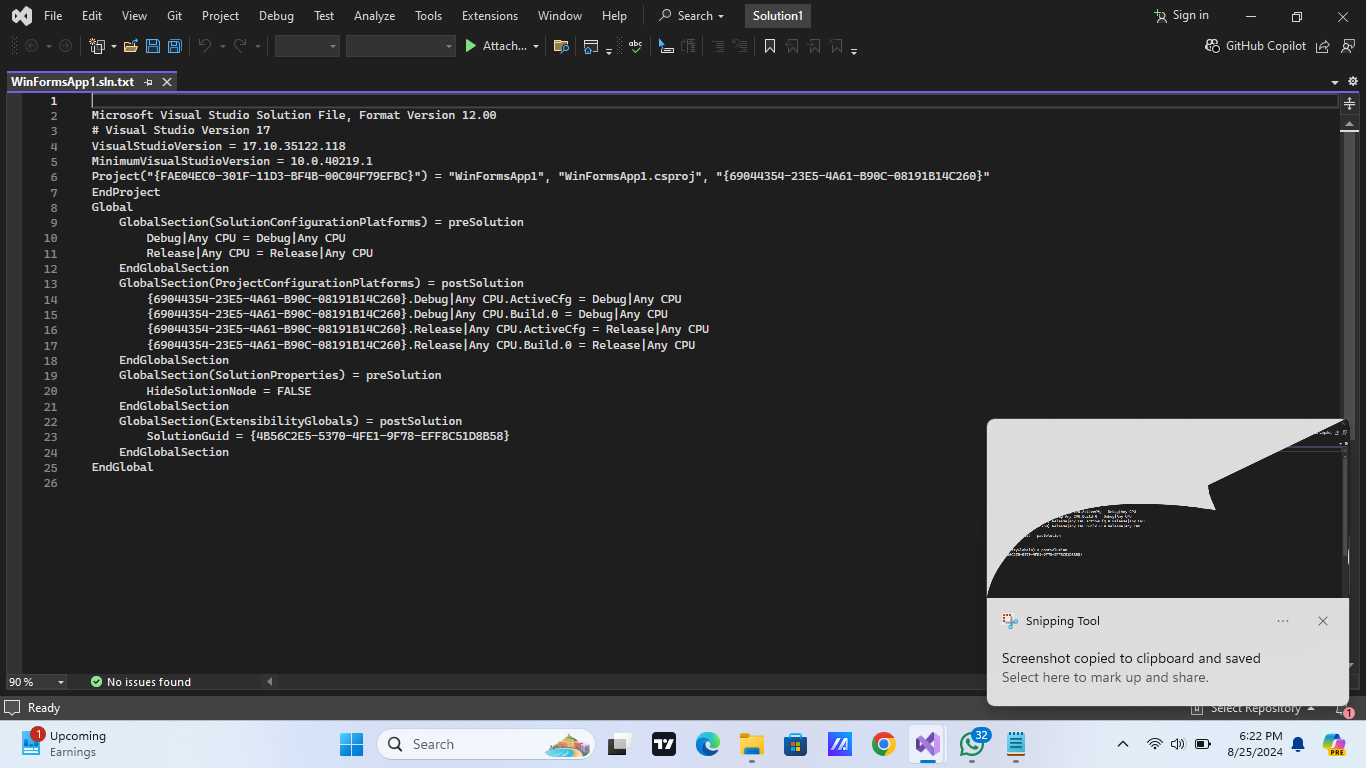 File Edit View Git Project Debug Test Analyze Tools Extensions Window Help Search Solution1 Sign in
Attach... abc GitHub Copilot
WinFormsApp1.sln.txt
1
2 Microsoft Visual Studio Solution File, Format Version 12.00
3 # Visual Studio Version 17
4 VisualStudioVersion = 17.10.35122.118
5 MinimumVisualStudioVersion = 10.0.40219.1
6 Project("{FAE04EC0-301F-11D3-BF4B-00C04F79EFBC}") = "WinFormsApp1", "WinFormsApp1.csproj", "{69044354-23E5-4A61-B90C-08191B14C260}"
7 EndProject
8 Global
9 GlobalSection(SolutionConfigurationPlatforms) = preSolution
10 Debug|Any CPU = Debug|Any CPU
11 Release|Any CPU = Release|Any CPU
12 EndGlobalSection
13 GlobalSection(ProjectConfigurationPlatforms) = postSolution
14 {69044354-23E5-4A61-B90C-08191B14C260}.Debug|Any CPU.ActiveCfg = Debug|Any CPU
15 {69044354-23E5-4A61-B90C-08191B14C260}.Debug|Any CPU.Build.0 = Debug|Any CPU
16 {69044354-23E5-4A61-B90C-08191B14C260}.Release|Any CPU.ActiveCfg = Release|Any CPU
17 {69044354-23E5-4A61-B90C-08191B14C260}.Release|Any CPU.Build.0 = Release|Any CPU
18 EndGlobalSection
19 GlobalSection(SolutionProperties) = preSolution
20 HideSolutionNode = FALSE
21 EndGlobalSection
22 GlobalSection(ExtensibilityGlobals) = postSolution
23 SolutionGuid = {4B56C2E5-5370-4FE1-9F78-EFF8C51D8B58}
24 EndGlobalSection
25 EndGlobal
26
Snipping Tool
Screenshot copied to clipboard and saved
Select here to mark up and share.
90 % No issues found
Ready Select Repository 1
1 Upcoming
Earnings
Search
32
PRE
6:22 PM
8/25/2024